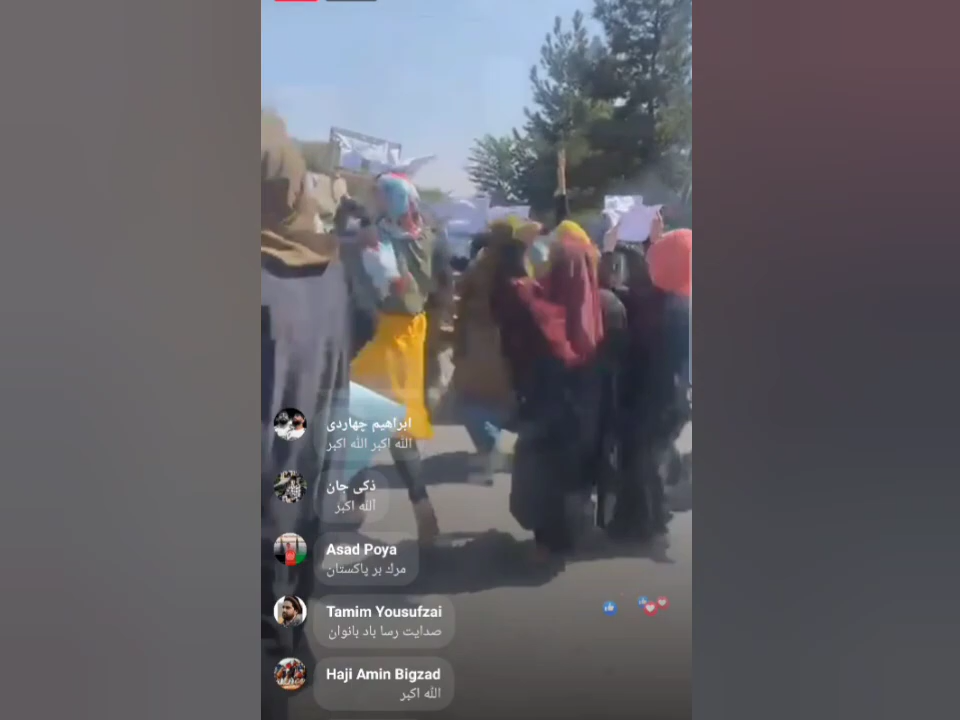 ابراهیم چهاردی
الله اکبر الله اکبر
ذکی جان
الله اکبر
Asad Poya
مرك بر پاکستان
Tamim Yousufzai
صدایت رسا باد بانوان
Haji Amin Bigzad
الله اکبر